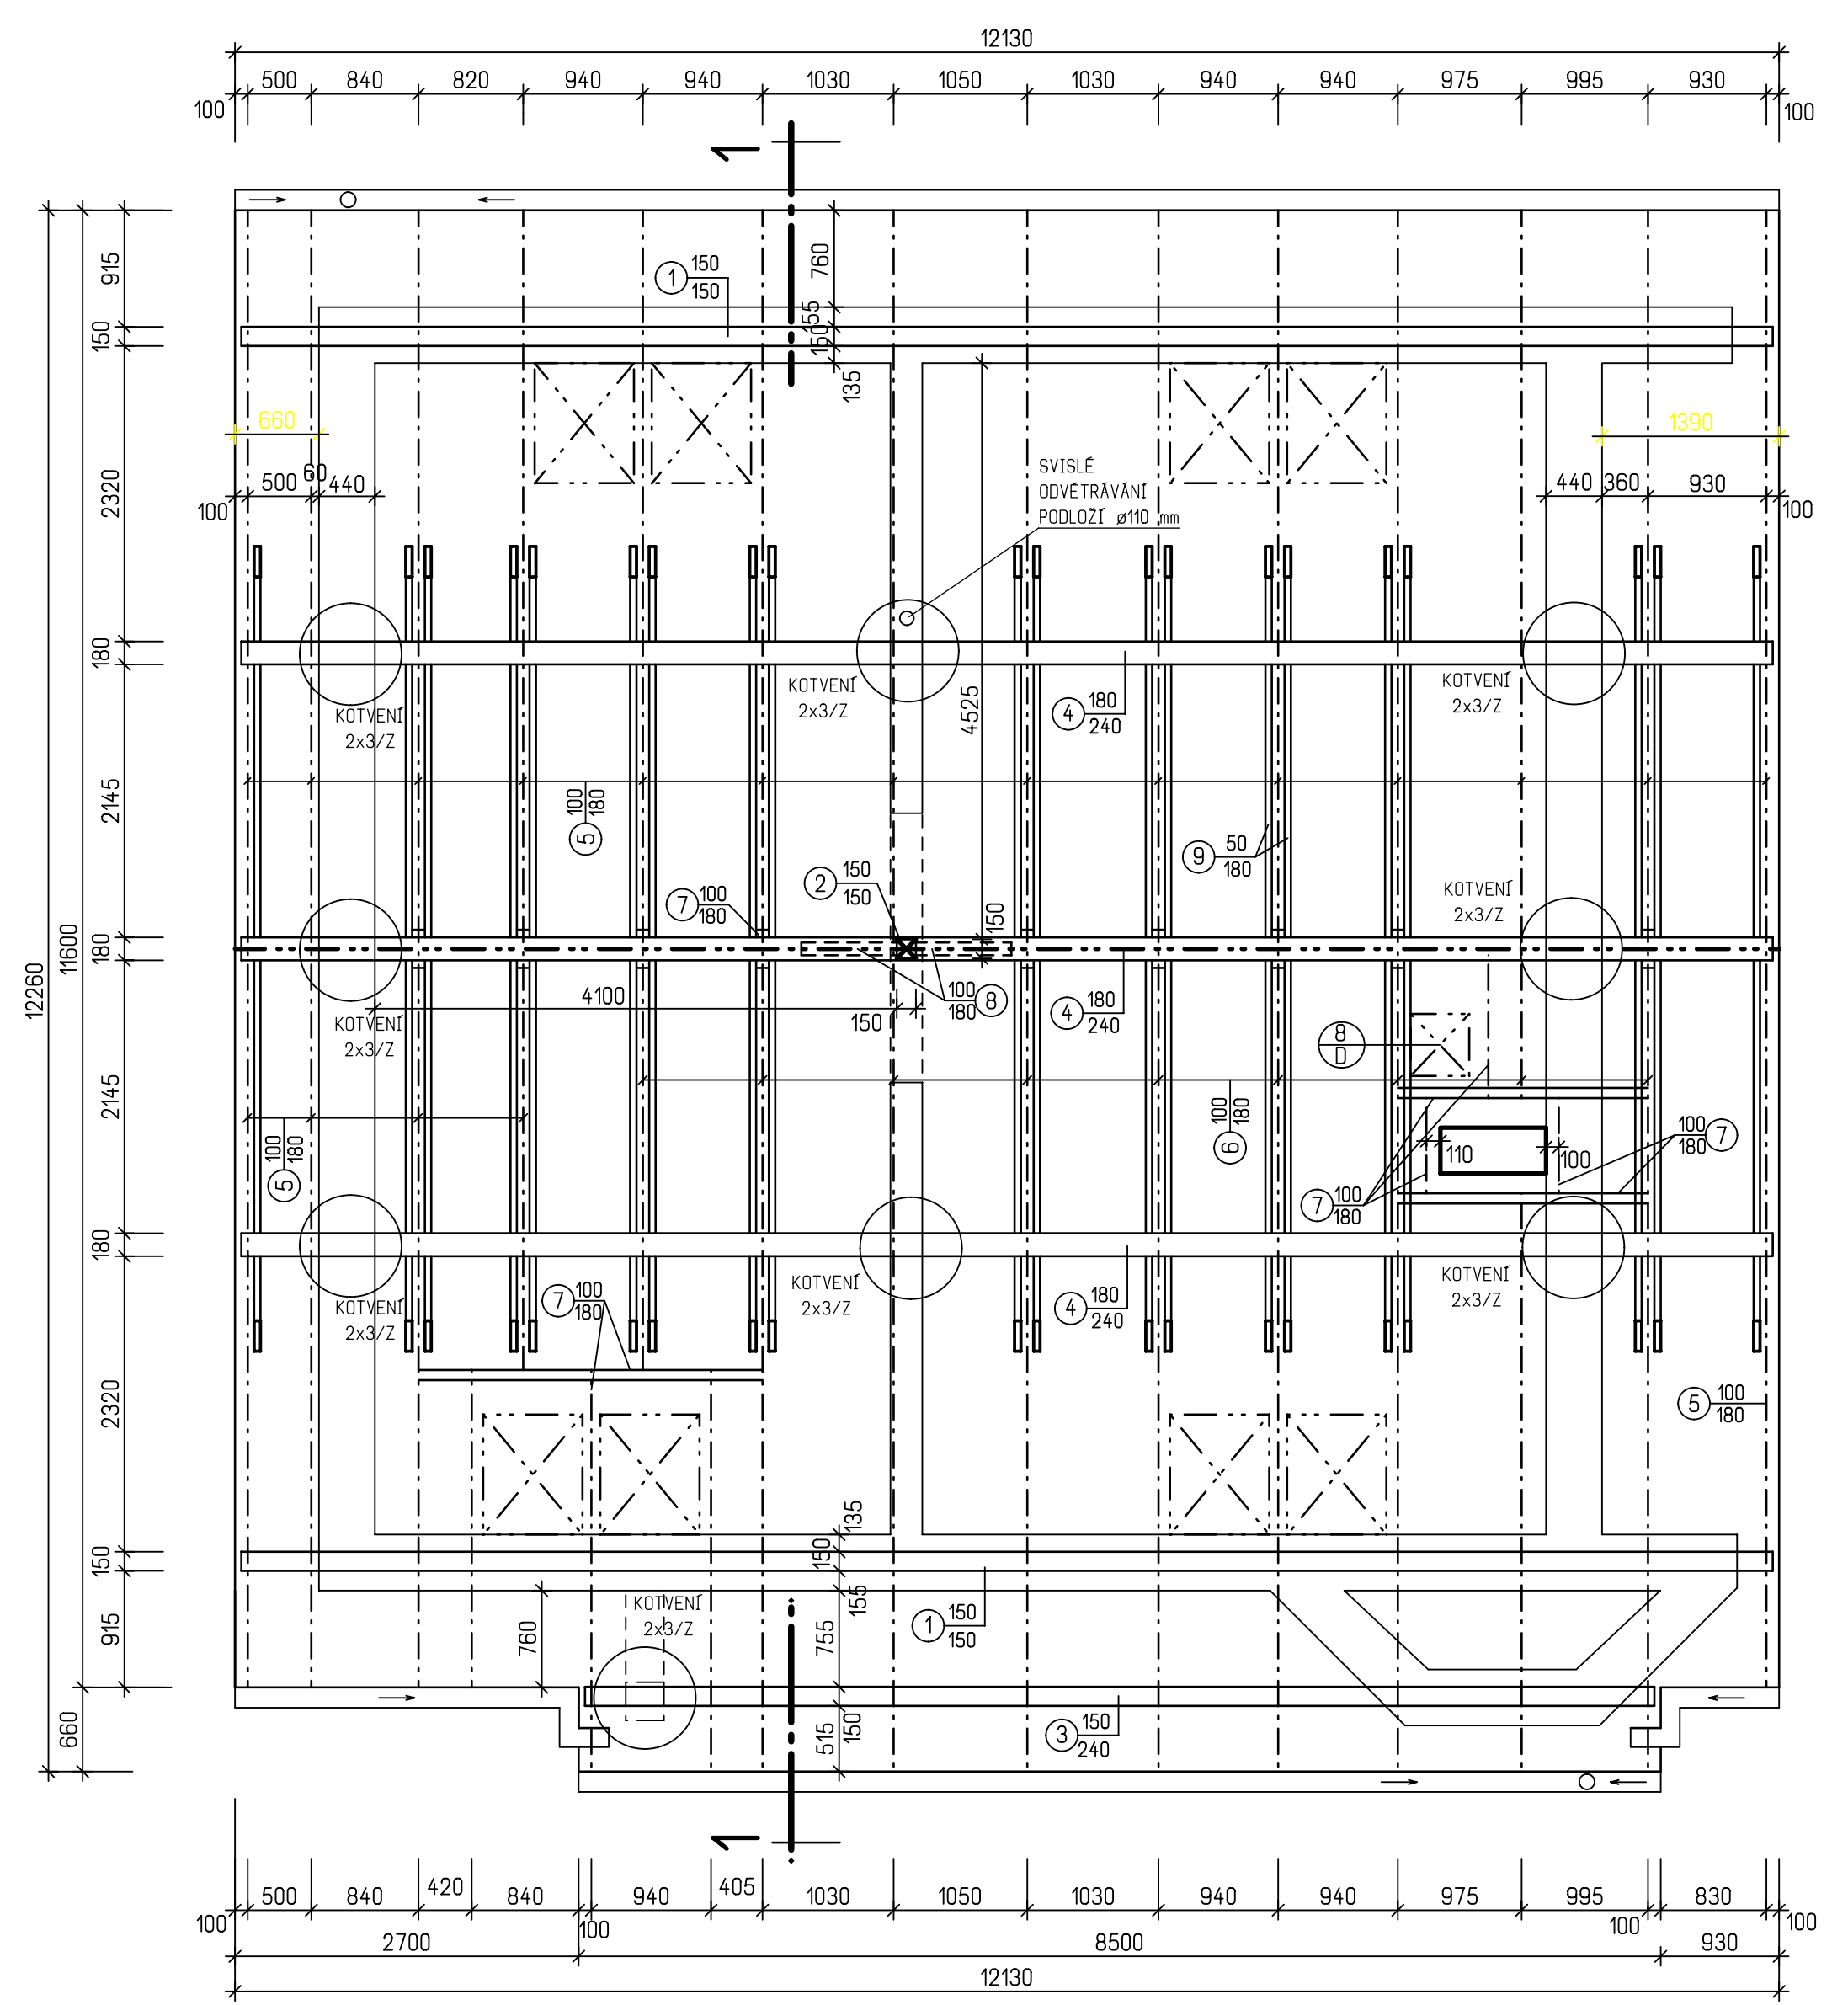 12130
500 840 820 940 940 1030 1050 1030 940 940 975 995 930
100 100
1 
915
150
2320
180
2145
180
2145
180
2320
150
915
11600
660
12260
1 150
150
760
155
150
135
660
1390
500 60 440
100
440 360 930
100
SVISLÉ
ODVĚTRÁVÁNÍ
PODLOŽÍ ø110 mm
KOTVENÍ
2x3/Z
KOTVENÍ
2x3/Z
KOTVENÍ
2x3/Z
4 180
240
4525
5 100
180
9 50
180
2 150
150
7 100
180
KOTVENÍ
2x3/Z
150
4100
150
100
180 8
4 180
240
KOTVENÍ
2x3/Z
8
D
5 100
180
6 100
180
110
100
100
180 7
7 100
180
KOTVENÍ
2x3/Z
7 100
180
KOTVENÍ
2x3/Z
4 180
240
KOTVENÍ
2x3/Z
5 100
180
135
150
155
755
150
515
760
KOTVENÍ
2x3/Z
1 150
150
3 150
240
1
500 840 420 840 940 405 1030 1050 1030 940 940 975 995 830
100 100 100 100
2700 8500 930
12130